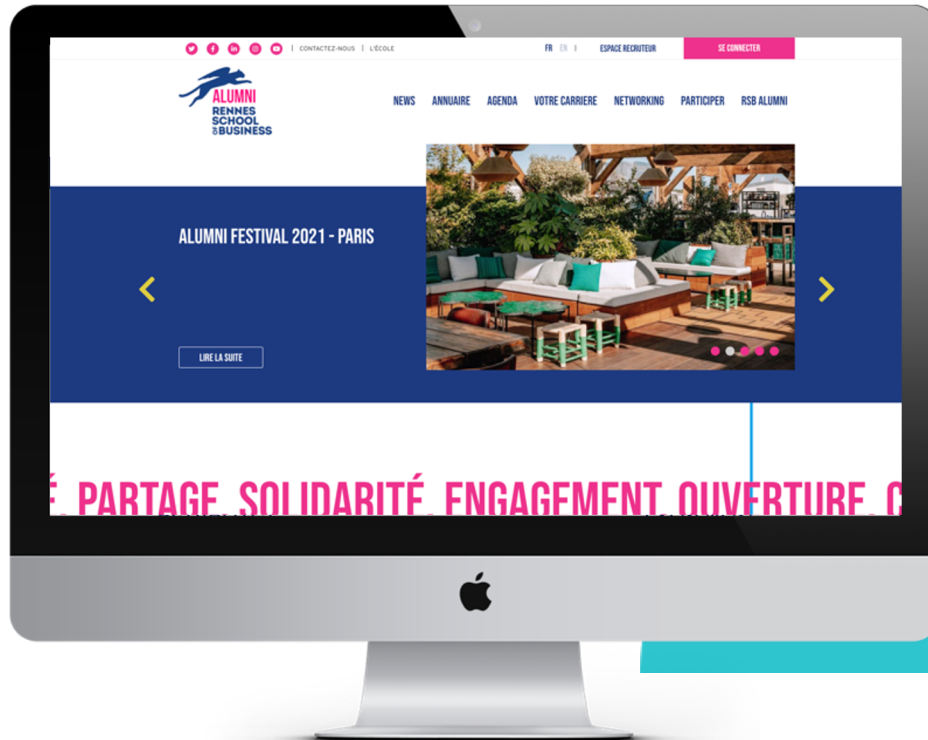 CONTACTEZ-NOUS | L'ÉCOLE
FR EN | ESPACE RECRUTEUR SE CONNECTER
ALUMNI
RENNES
SCHOOL
OF BUSINESS
NEWS ANNUAIRE AGENDA VOTRE CARRIERE NETWORKING PARTICIPER RSB ALUMNI
ALUMNI FESTIVAL 2021 - PARIS
LIRE LA SUITE
É, PARTAGE, SOLIDARITÉ, ENGAGEMENT, OUVERTURE, C